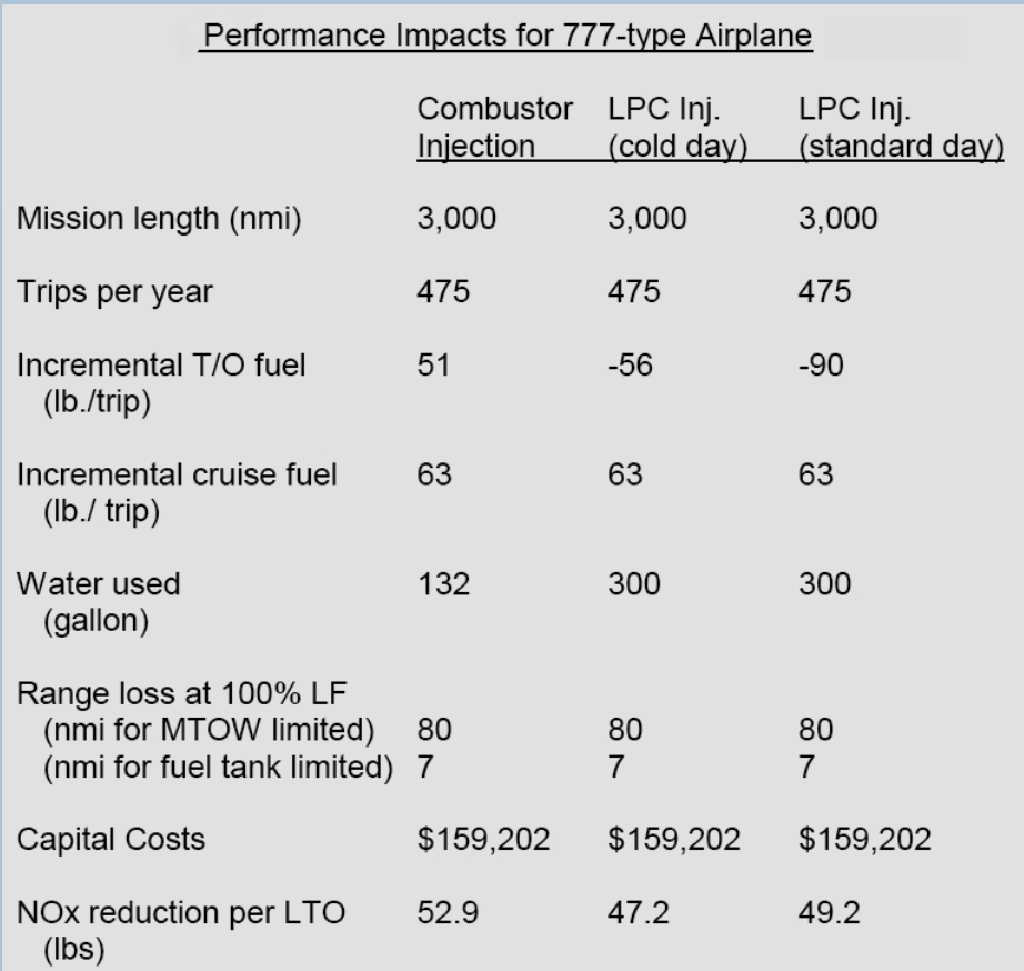 Performance Impacts for 777-type Airplane
Combustor LPC Inj. LPC Inj.
Injection (cold day) (standard day)
Mission length (nmi) 3,000 3,000 3,000
Trips per year 475 475 475
Incremental T/O fuel 51 -56 -90
(lb./trip)
Incremental cruise fuel 63 63 63
(lb./ trip)
Water used 132 300 300
(gallon)
Range loss at 100% LF
(nmi for MTOW limited) 80 80 80
(nmi for fuel tank limited) 7 7 7
Capital Costs $159,202 $159,202 $159,202
NOx reduction per LTO 52.9 47.2 49.2
(lbs)